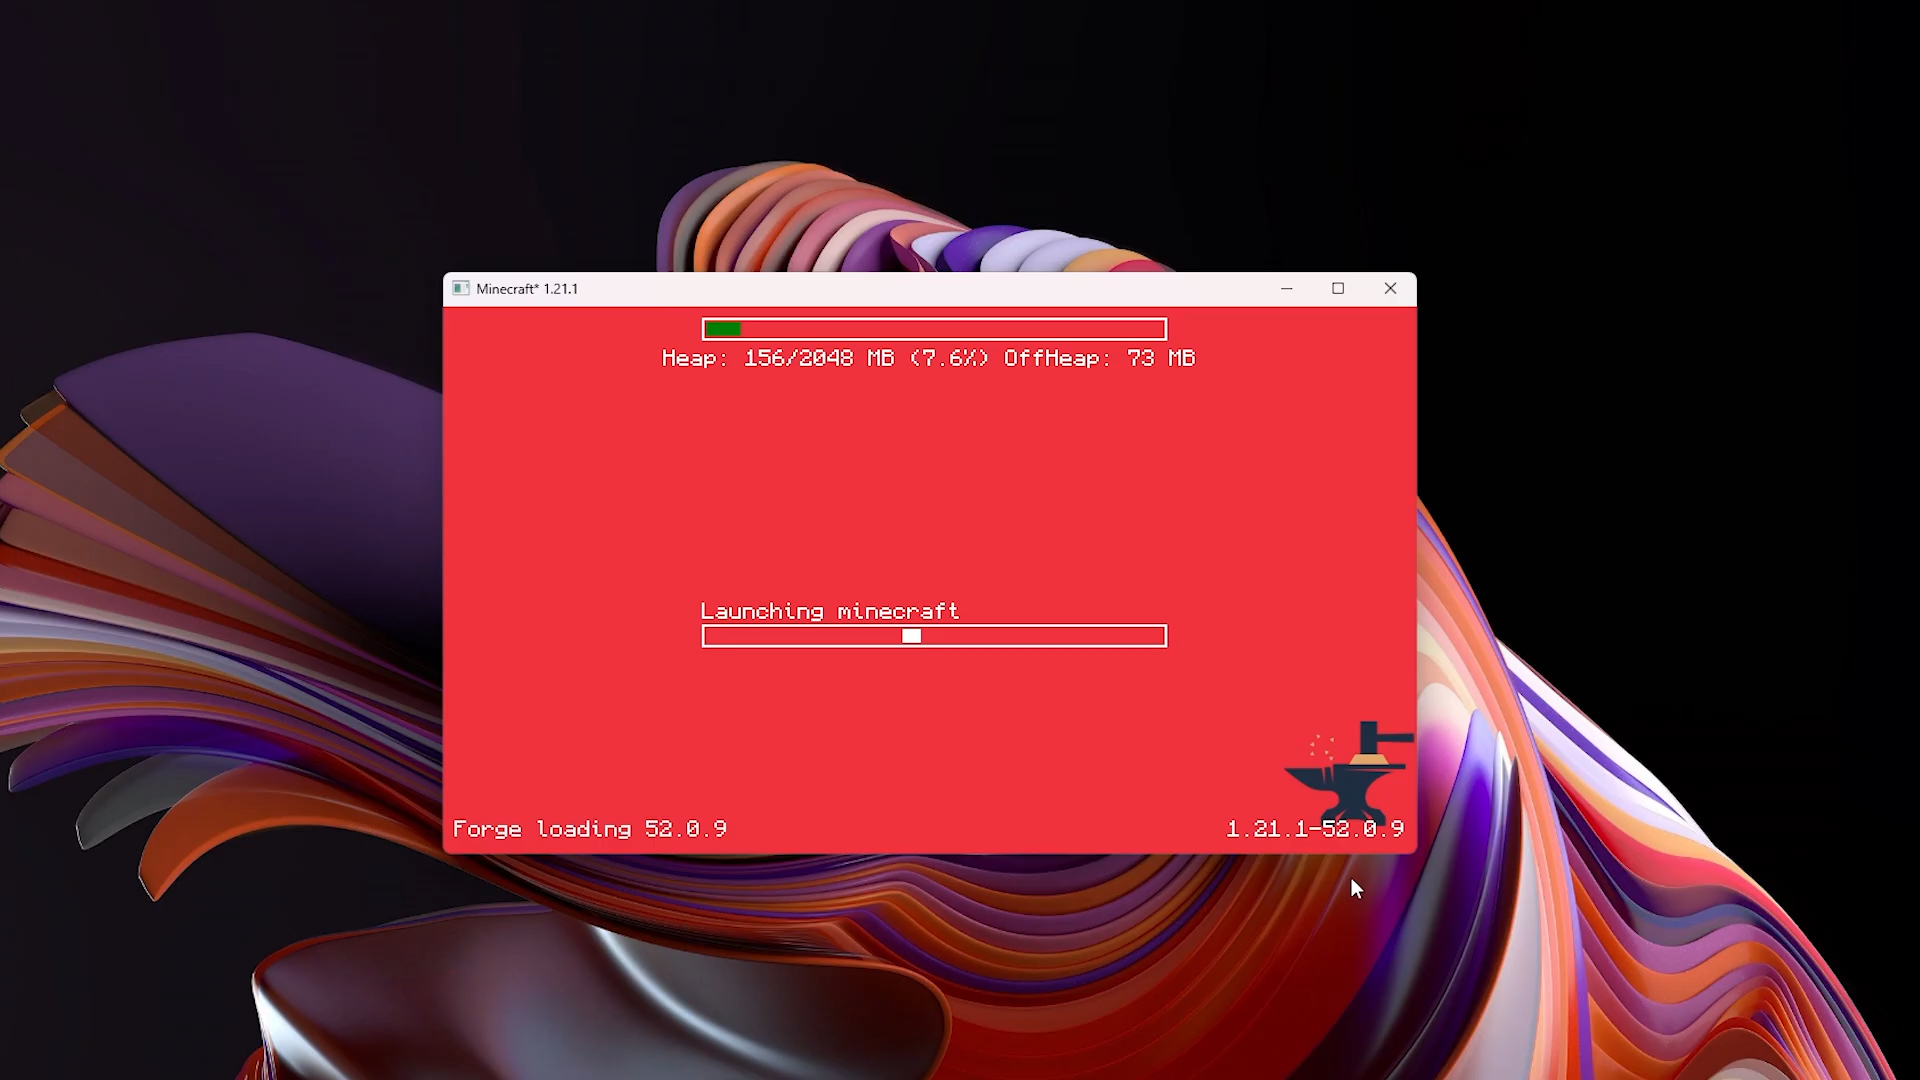 Minecraft* 1.21.1
Heap: 156/2048 MB (7.6%) OffHeap: 73 MB
Launching minecraft
Forge loading 52.0.9
1.21.1-52.0.9